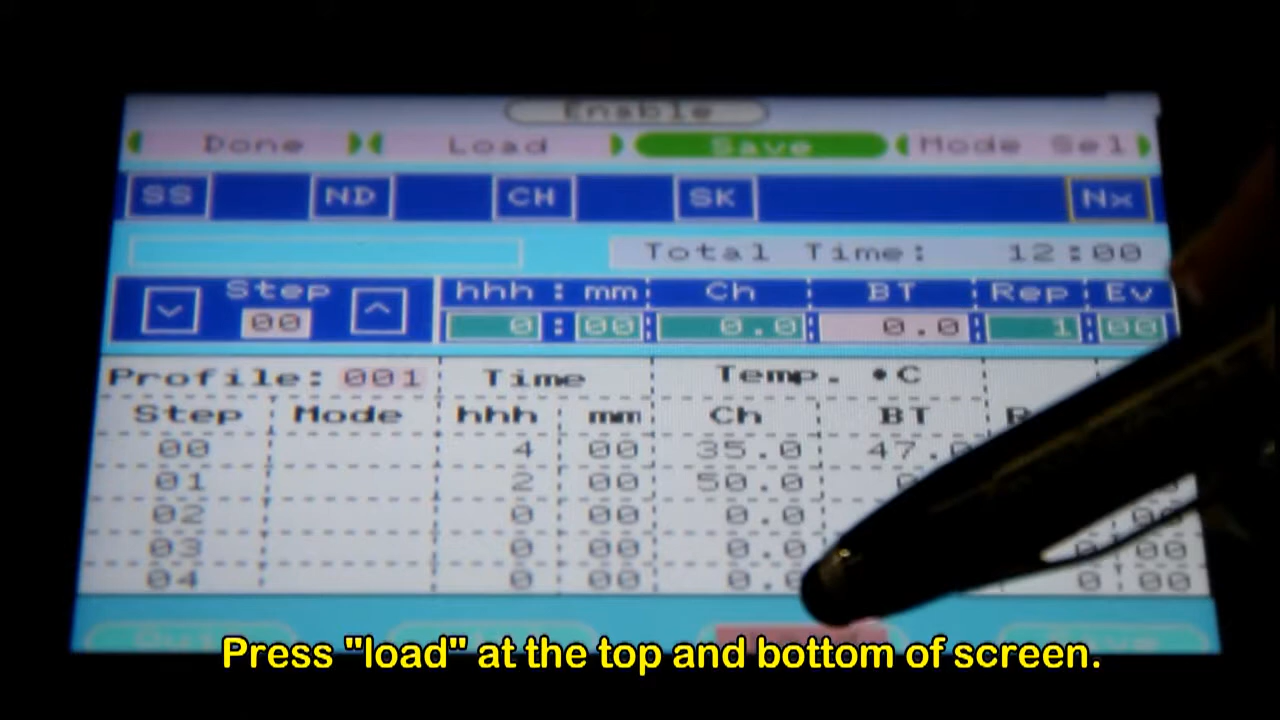 Enable
Done Load Save Mode Sel
SS ND CH SK Nx
Total Time: 12:00
Step hhh : mm Ch BT Rep Ev
00 0 : 00 0.0 0.0 1 00
Profile: 001 Time Temp. °C
Step Mode hhh mm Ch BT
00 4 00 35.0 47.
01 2 00 50.0
02 0 00 0.0 00
03 0 00 0.0 0 00
04 0 00 0. 0 00
Press "load" at the top and bottom of screen.